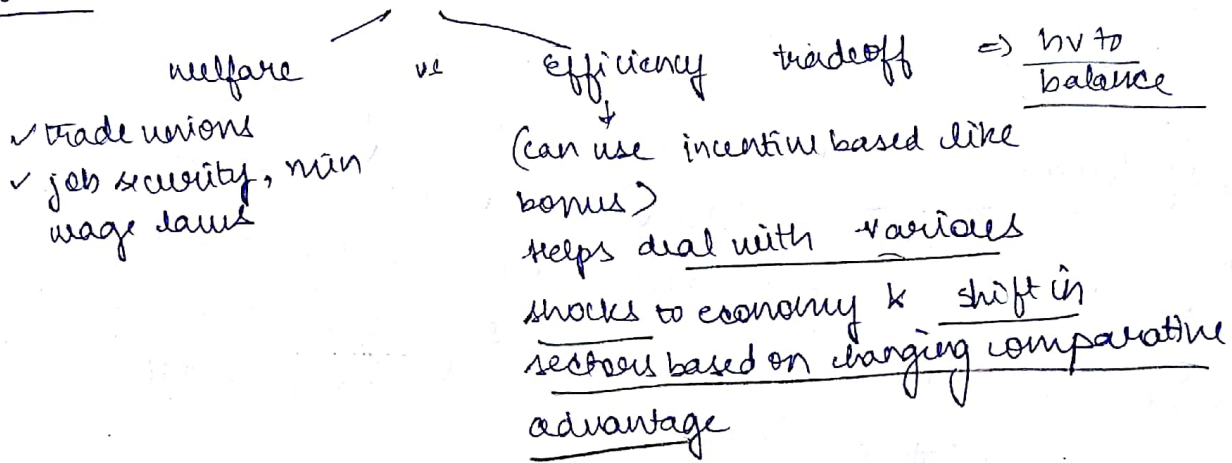 welfare vs Efficiency tradeoff => hv to balance
✓ trade unions
✓ job security, min
wage laws
(can use incentive based like
bonus)
Helps deal with various
shocks to economy & shift in
sectors based on changing comparative
advantage